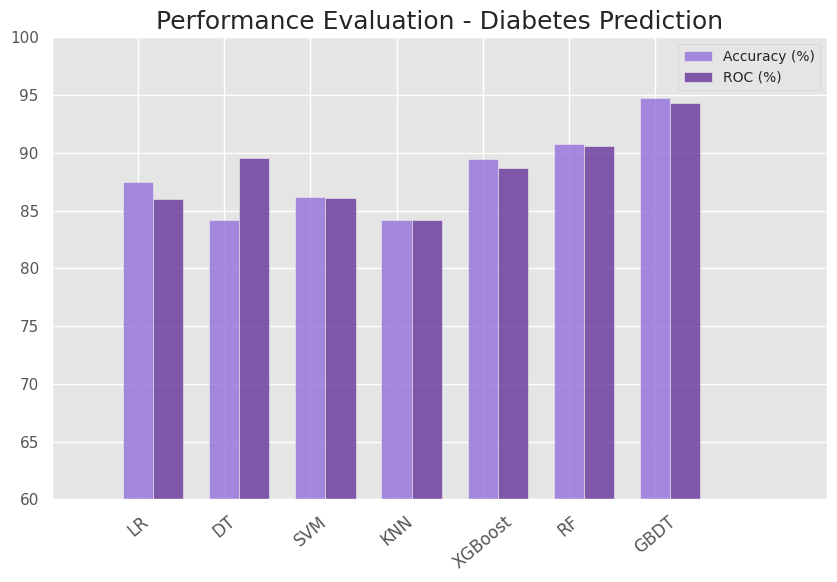 Performance Evaluation - Diabetes Prediction
Accuracy (%)
ROC (%)
100
95
90
85
80
75
70
65
60
LR
DT
SVM
KNN
XGBoost
RF
GBDT